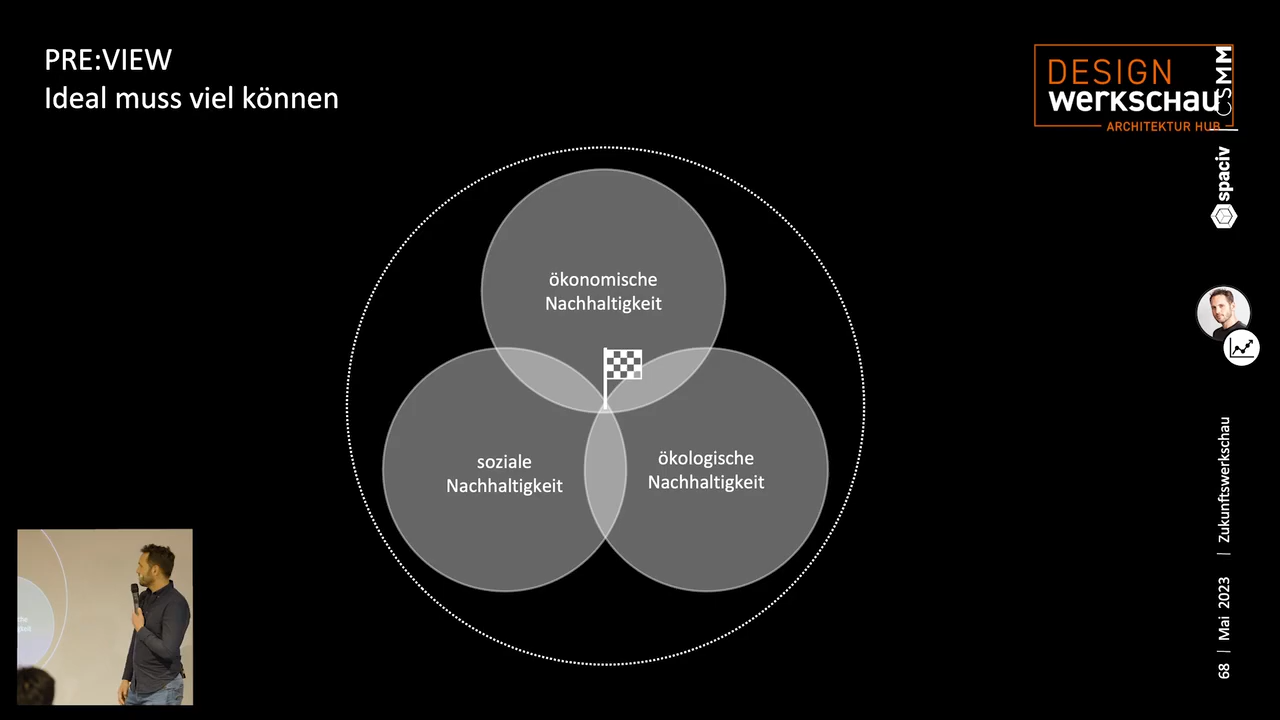 PRE:VIEW
Ideal muss viel können
DESIGN
werkschau
ARCHITEKTUR HUB
CSMM
spaciv
ökonomische
Nachhaltigkeit
soziale
Nachhaltigkeit
ökologische
Nachhaltigkeit
68 | Mai 2023 | Zukunftswerkschau